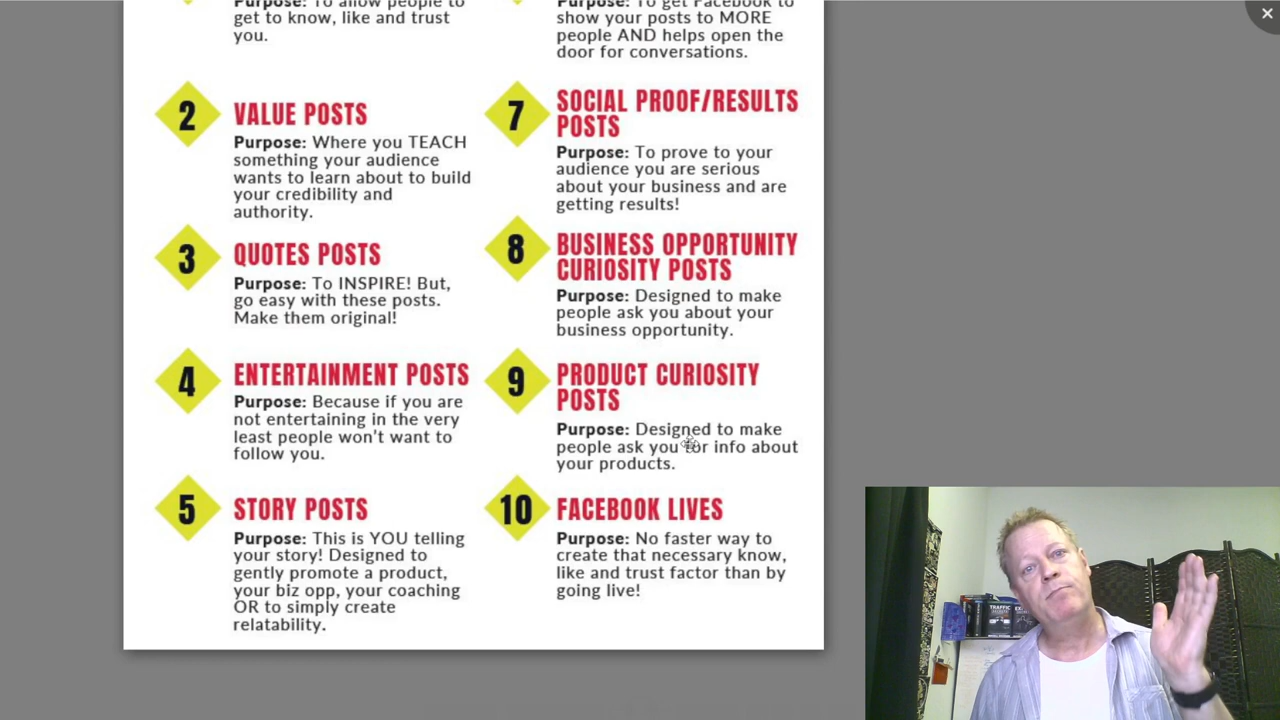 Purpose: To allow people to
get to know, like and trust
you.
2
VALUE POSTS
Purpose: Where you TEACH
something your audience
wants to learn about to build
your credibility and
authority.
3
QUOTES POSTS
Purpose: To INSPIRE! But,
go easy with these posts.
Make them original!
4
ENTERTAINMENT POSTS
Purpose: Because if you are
not entertaining in the very
least people won't want to
follow you.
5
STORY POSTS
Purpose: This is YOU telling
your story! Designed to
gently promote a product,
your biz opp, your coaching
OR to simply create
relatability.
Purpose: To get Facebook to
show your posts to MORE
people AND helps open the
door for conversations.
7
SOCIAL PROOF/RESULTS
POSTS
Purpose: To prove to your
audience you are serious
about your business and are
getting results!
8
BUSINESS OPPORTUNITY
CURIOSITY POSTS
Purpose: Designed to make
people ask you about your
business opportunity.
9
PRODUCT CURIOSITY
POSTS
Purpose: Designed to make
people ask you for info about
your products.
10
FACEBOOK LIVES
Purpose: No faster way to
create that necessary know,
like and trust factor than by
going live!
TRAFFIC